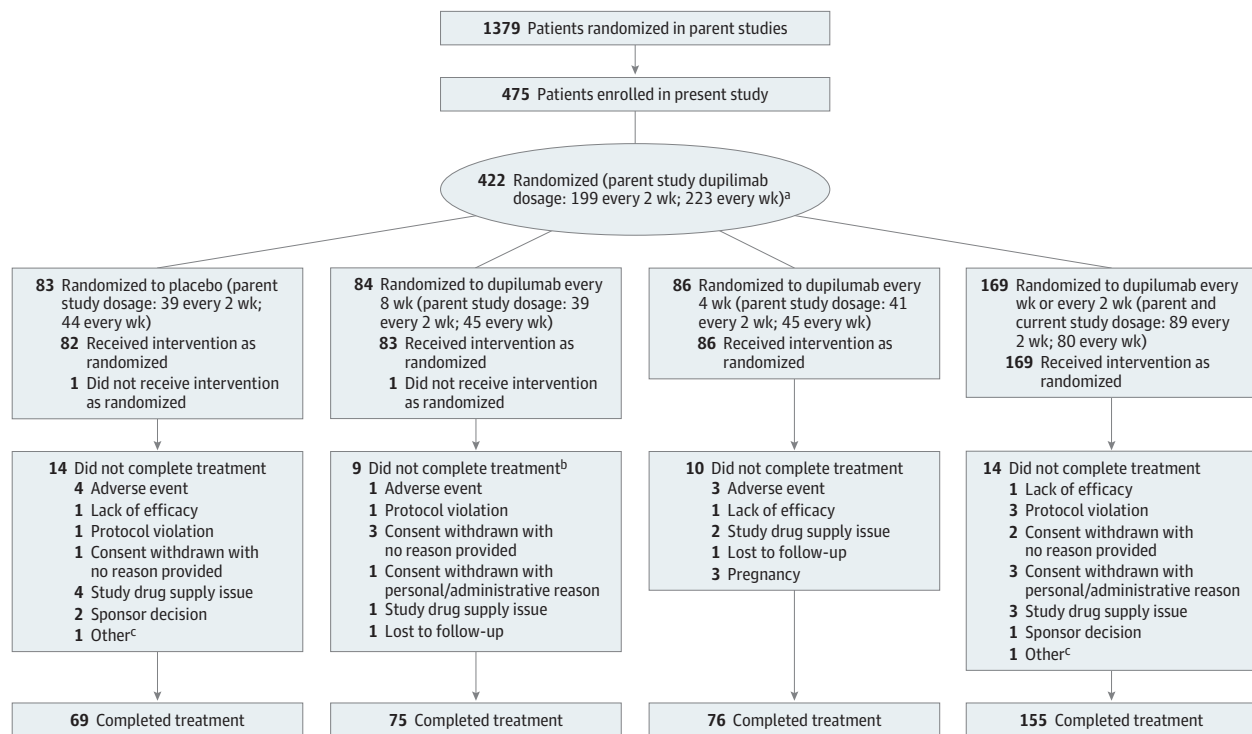 1379 Patients randomized in parent studies
475 Patients enrolled in present study
422 Randomized (parent study dupilimab
dosage: 199 every 2 wk; 223 every wk)a
83 Randomized to placebo (parent
study dosage: 39 every 2 wk;
44 every wk)
82 Received intervention as
randomized
1 Did not receive intervention
as randomized
84 Randomized to dupilumab every
8 wk (parent study dosage: 39
every 2 wk; 45 every wk)
83 Received intervention as
randomized
1 Did not receive intervention
as randomized
86 Randomized to dupilumab every
4 wk (parent study dosage: 41
every 2 wk; 45 every wk)
86 Received intervention as
randomized
169 Randomized to dupilumab every
wk or every 2 wk (parent and
current study dosage: 89 every
2 wk; 80 every wk)
169 Received intervention as
randomized
14 Did not complete treatment
4 Adverse event
1 Lack of efficacy
1 Protocol violation
1 Consent withdrawn with
no reason provided
4 Study drug supply issue
2 Sponsor decision
1 Otherc
9 Did not complete treatmentb
1 Adverse event
1 Protocol violation
3 Consent withdrawn with
no reason provided
1 Consent withdrawn with
personal/administrative reason
1 Study drug supply issue
1 Lost to follow-up
10 Did not complete treatment
3 Adverse event
1 Lack of efficacy
2 Study drug supply issue
1 Lost to follow-up
3 Pregnancy
14 Did not complete treatment
1 Lack of efficacy
3 Protocol violation
2 Consent withdrawn with
no reason provided
3 Consent withdrawn with
personal/administrative reason
3 Study drug supply issue
1 Sponsor decision
1 Otherc
69 Completed treatment
75 Completed treatment
76 Completed treatment
155 Completed treatment